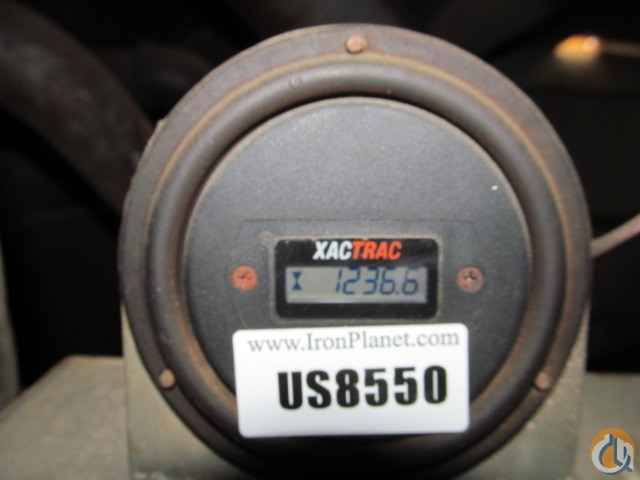 XACTRAC
1236.6
www.IronPlanet.com
US8550